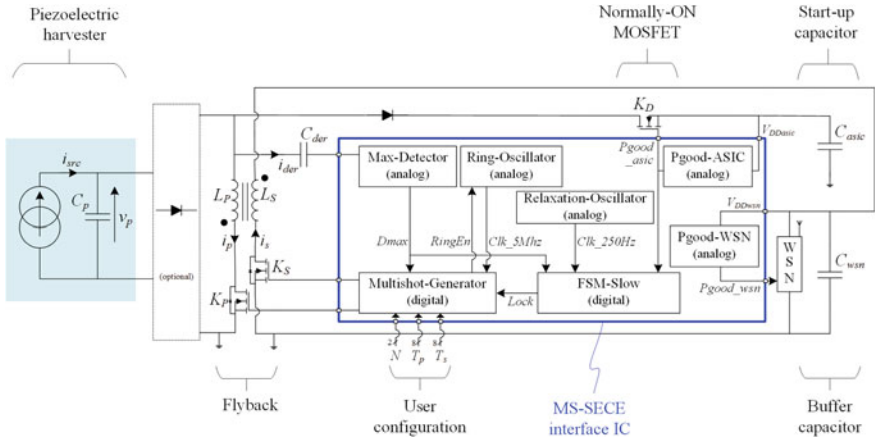 Piezoelectric
harvester
Normally-ON
MOSFET
Start-up
capacitor
K_D
V_DDasic
C_der
i_der
Pgood
_asic
C_asic
i_src
C_p
v_p
Max-Detector
(analog)
Ring-Oscillator
(analog)
Pgood-ASIC
(analog)
L_P
L_S
Relaxation-Oscillator
(analog)
V_DDwsn
i_p
i_s
Dmax
RingEn
Clk_5Mhz
Clk_250Hz
Pgood-WSN
(analog)
WSN
C_wsn
(optional)
K_S
K_P
Multishot-Generator
(digital)
Lock
FSM-Slow
(digital)
Pgood_wsn
2 8 8
N T_p T_s
Flyback
User
configuration
MS-SECE
interface IC
Buffer
capacitor